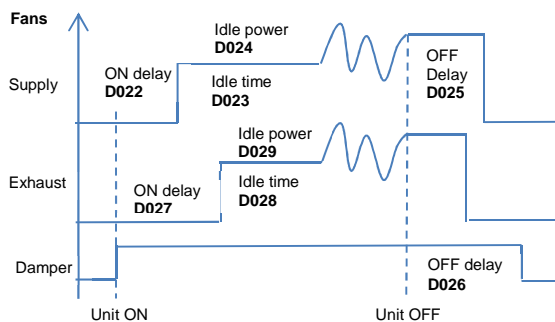 Fans
Idle power
D024
ON delay
D022
Idle time
D023
OFF
Delay
D025
Supply
Idle power
D029
ON delay
D027
Idle time
D028
Exhaust
Damper
OFF delay
D026
Unit ON
Unit OFF